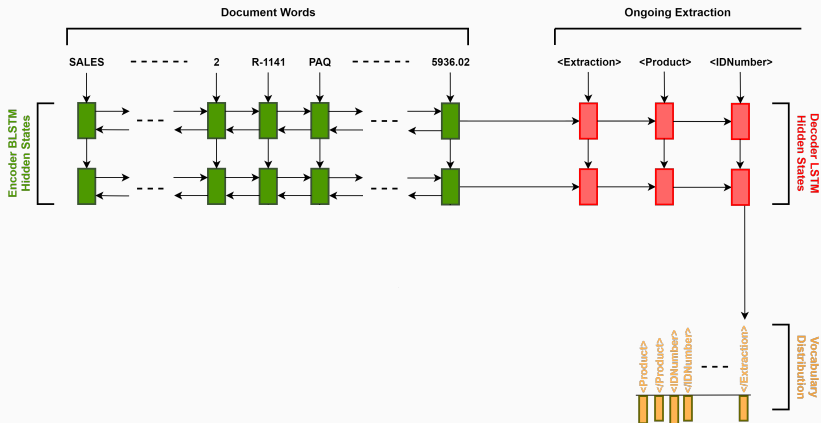 Document Words
Ongoing Extraction
SALES 2 R-1141 PAQ 5936.02
<Extraction> <Product> <IDNumber>
Encoder BLSTM
Hidden States
Decoder LSTM
Hidden States
<Product>
</Product>
<IDNumber>
</IDNumber>
</Extraction>
Vocabulary
Distribution